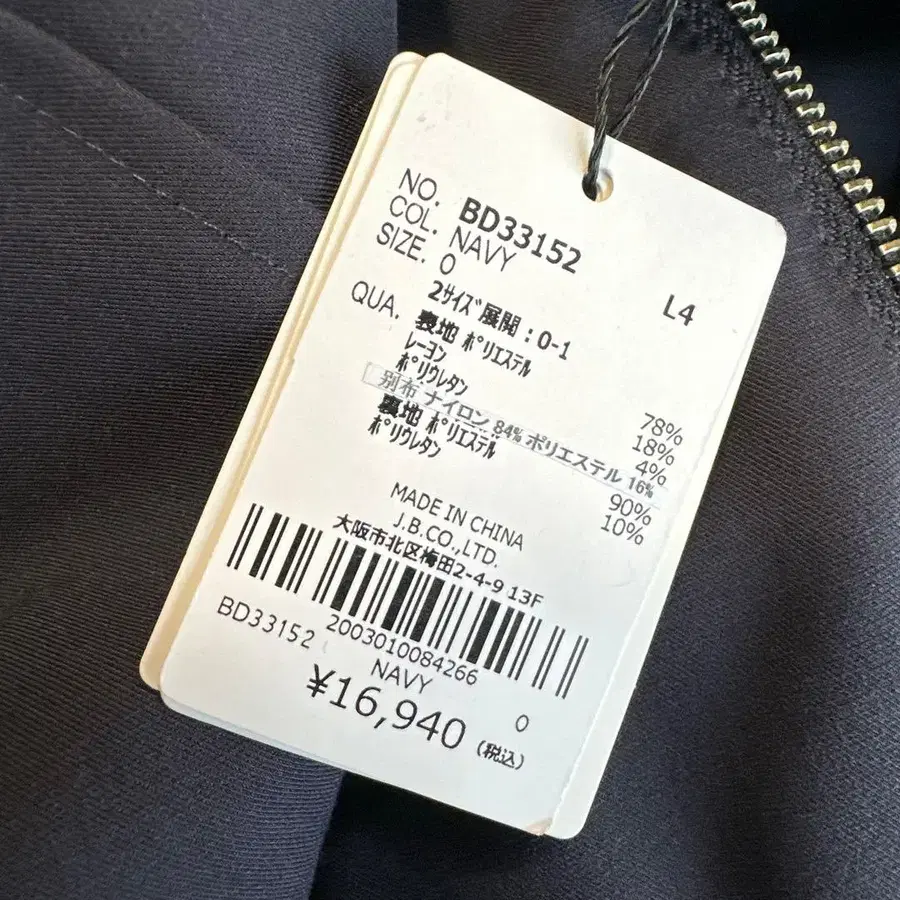 NO. BD33152
COL. NAVY L4
SIZE. 0
2サイズ展開:0-1
QUA. 表地 ポリエステル 78%
レーヨン 18%
ポリウレタン 4%
別布 ナイロン 84% ポリエステル 16%
裏地 ポリエステル 90%
ポリウレタン 10%
MADE IN CHINA
J.B.CO.,LTD.
大阪市北区梅田2-4-9 13F
2003010084266
BD33152 NAVY 0
¥16,940 (税込)